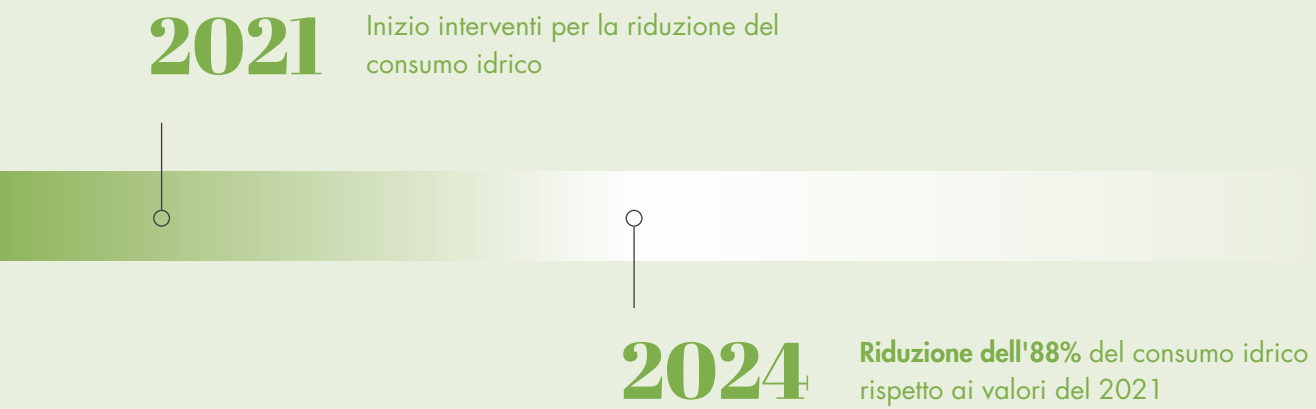 2021
Inizio interventi per la riduzione del
consumo idrico
2024
Riduzione dell'88% del consumo idrico
rispetto ai valori del 2021